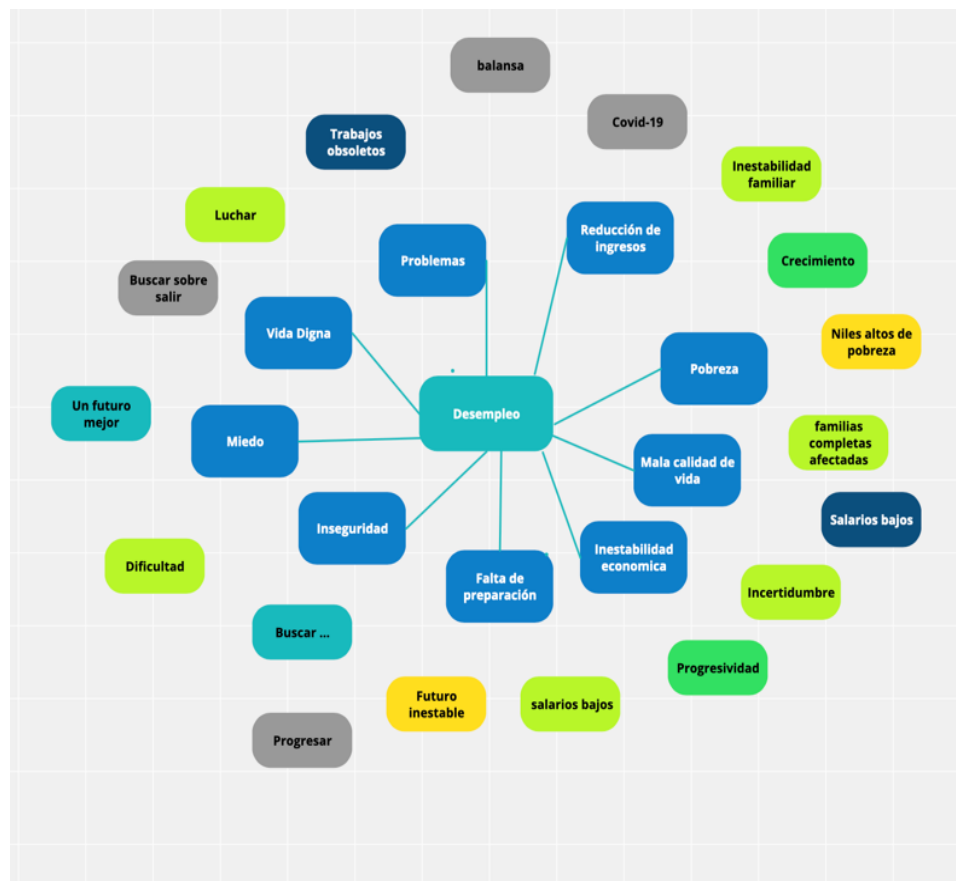 balansa
Covid-19
Trabajos
obsoletos
Inestabilidad
familiar
Luchar
Reducción de
ingresos
Problemas
Crecimiento
Buscar sobre
salir
Vida Digna
Niles altos de
pobreza
Pobreza
Un futuro
mejor
Desempleo
Miedo
familias
completas
afectadas
Mala calidad de
vida
Salarios bajos
Inseguridad
Inestabilidad
economica
Dificultad
Falta de
preparación
Incertidumbre
Buscar ...
Progresividad
Futuro
inestable
salarios bajos
Progresar